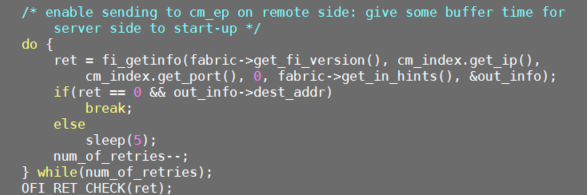 /* enable sending to cm_ep on remote side: give some buffer time for
server side to start-up */
do {
ret = fi_getinfo(fabric->get_fi_version(), cm_index.get_ip(),
cm_index.get_port(), 0, fabric->get_in_hints(), &out_info);
if(ret == 0 && out_info->dest_addr)
break;
else
sleep(5);
num_of_retries--;
} while(num_of_retries);
OFI_RET_CHECK(ret);